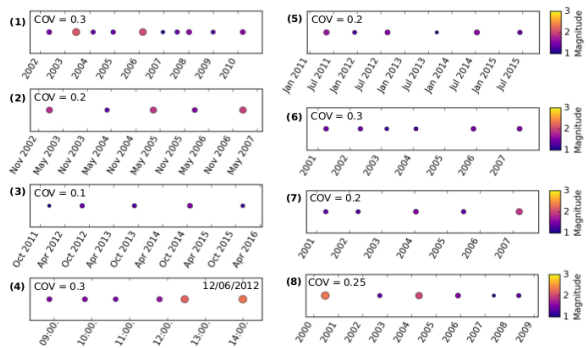 (1) COV = 0.3
2002 2003 2004 2005 2006 2007 2008 2009 2010
(2) COV = 0.2
Nov 2002 May 2003 Nov 2003 May 2004 Nov 2004 May 2005 Nov 2005 May 2006 Nov 2006 May 2007
(3) COV = 0.1
Oct 2011 Apr 2012 Oct 2012 Apr 2013 Oct 2013 Apr 2014 Oct 2014 Apr 2015 Oct 2015 Apr 2016
(4) COV = 0.3 12/06/2012
09:00. 10:00. 11:00. 12:00. 13:00. 14:00.
(5) COV = 0.2
Jan 2011 Jul 2011 Jan 2012 Jul 2012 Jan 2013 Jul 2013 Jan 2014 Jul 2014 Jan 2015 Jul 2015
3 2 1 Magnitude
(6) COV = 0.3
2001 2002 2003 2004 2005 2006 2007
3 2 1 Magnitude
(7) COV = 0.2
2001 2002 2003 2004 2005 2006 2007
3 2 1 Magnitude
(8) COV = 0.25
2000 2001 2002 2003 2004 2005 2006 2007 2008 2009
3 2 1 Magnitude